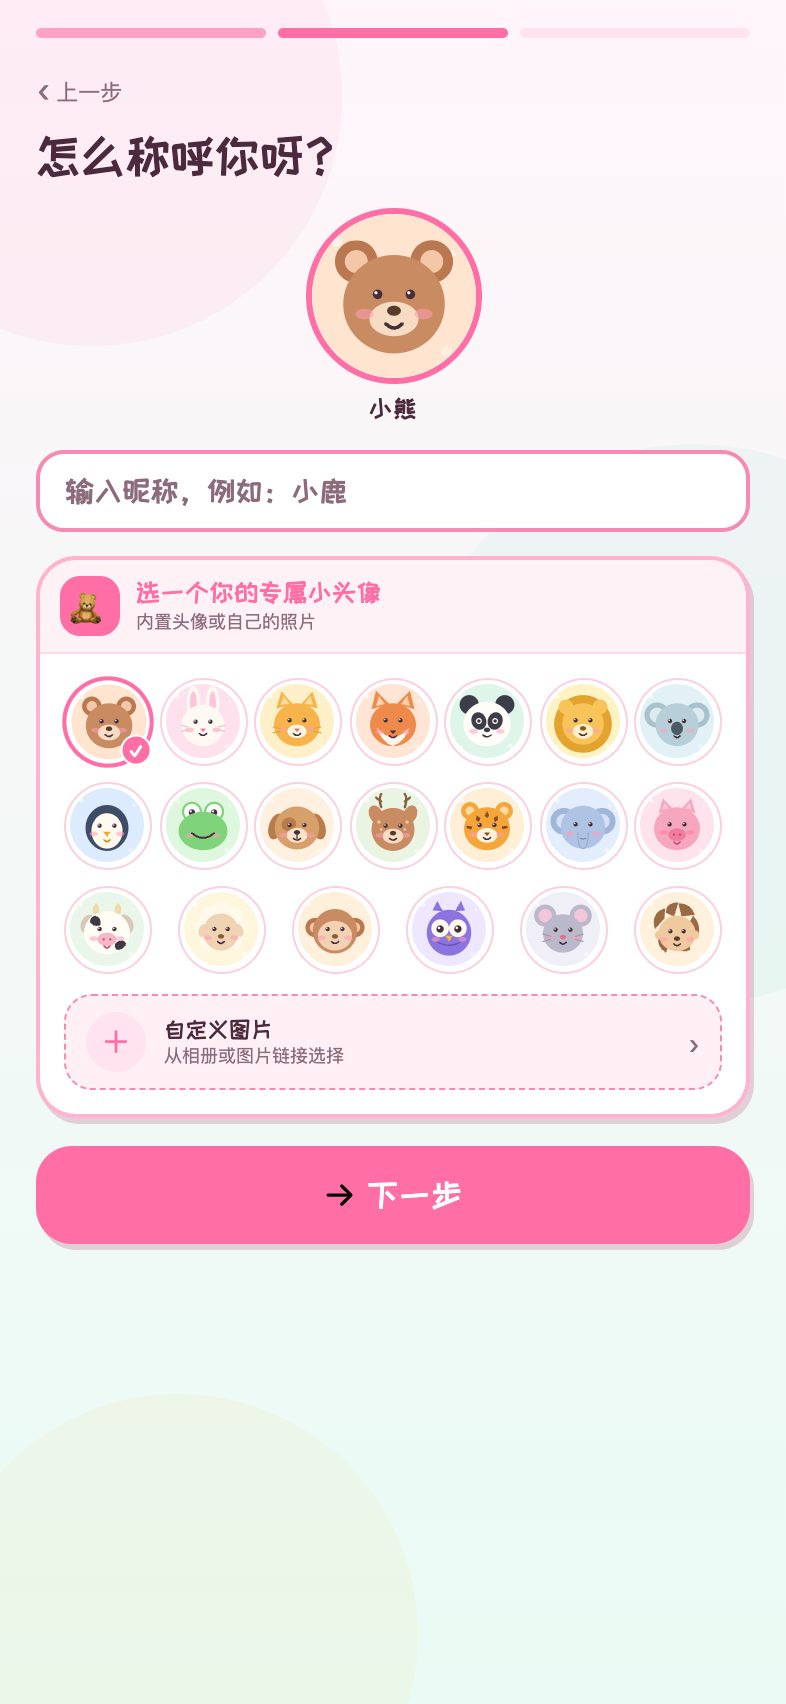 上一步
怎么称呼你呀?
小熊
输入昵称，例如：小鹿
选一个你的专属小头像
内置头像或自己的照片
自定义图片
从相册或图片链接选择
下一步